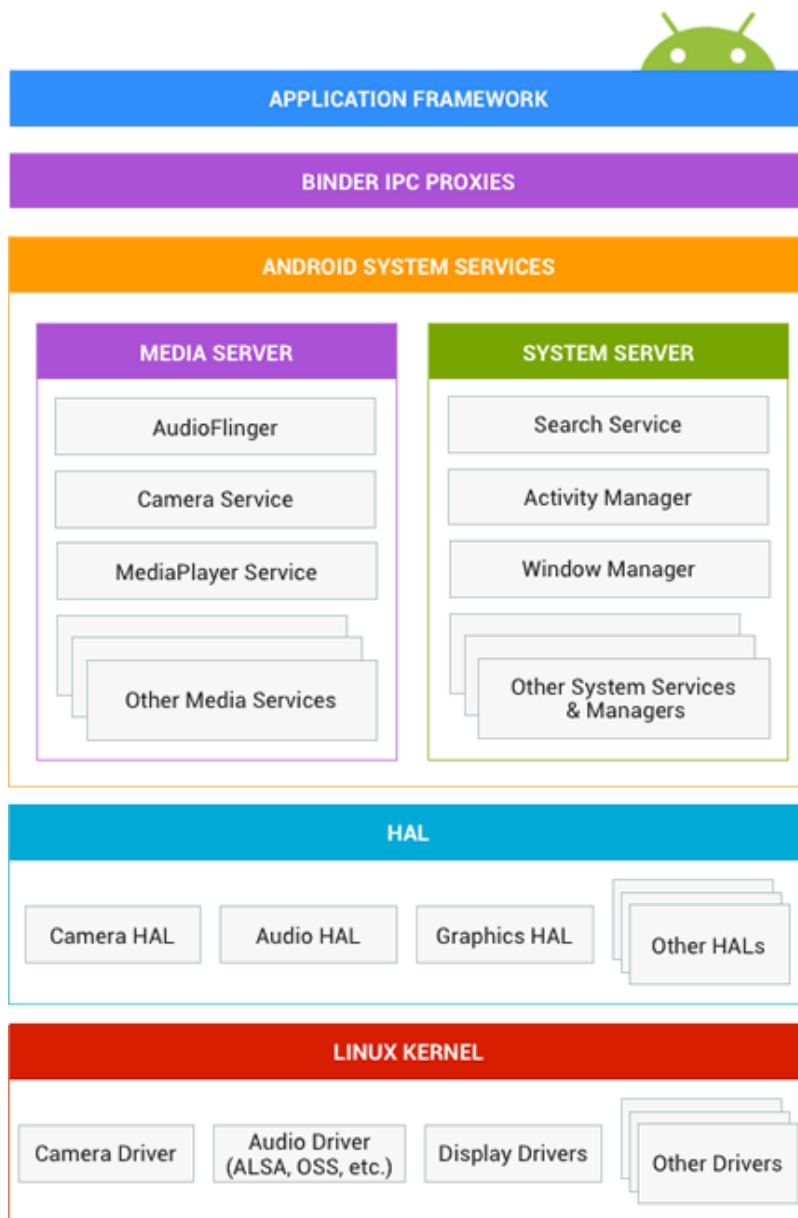 APPLICATION FRAMEWORK
BINDER IPC PROXIES
ANDROID SYSTEM SERVICES
MEDIA SERVER
AudioFlinger
Camera Service
MediaPlayer Service
Other Media Services
SYSTEM SERVER
Search Service
Activity Manager
Window Manager
Other System Services
& Managers
HAL
Camera HAL
Audio HAL
Graphics HAL
Other HALs
LINUX KERNEL
Camera Driver
Audio Driver
(ALSA, OSS, etc.)
Display Drivers
Other Drivers